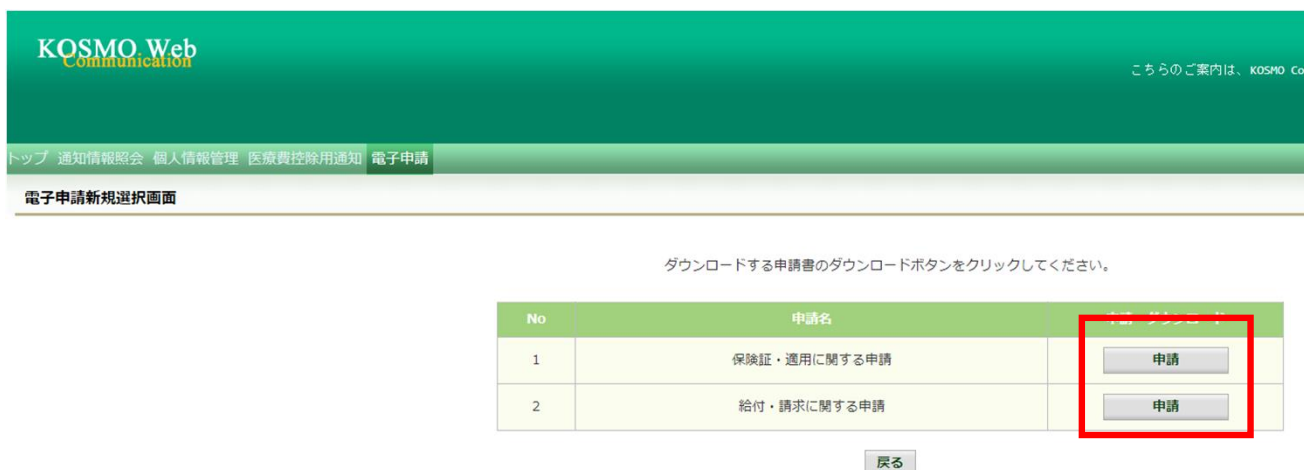 KOSMO Web
Communication
こちらのご案内は、KOSMO Co
トップ 通知情報照会 個人情報管理 医療費控除用通知 電子申請
電子申請新規選択画面
ダウンロードする申請書のダウンロードボタンをクリックしてください。
No 申請名
1 保険証・適用に関する申請 申請
2 給付・請求に関する申請 申請
戻る